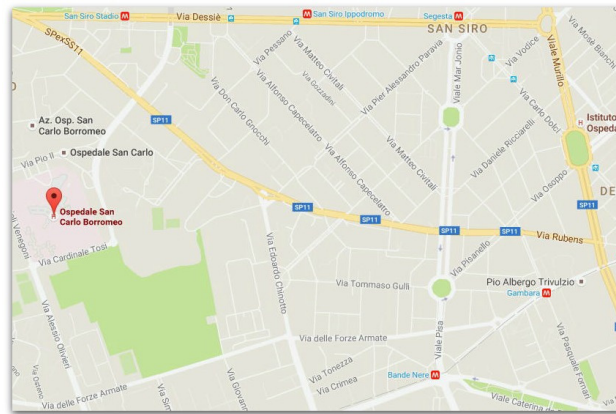 San Siro Stadio M
Via Dessiè
M San Siro Ippodromo
Segesta M
SAN SIRO
SPexSS11
Via Pessano
Via Matteo Civitali
Via Gozzadini
Via Pier Alessandro Paravia
Viale Mar Jonio
Via Vodice
Via Mosè Bianchi
Viale Murillo
Via Don Carlo Gnocchi
Via Alfonso Capecelatro
Via Carlo Dolci
Az. Osp. San
Carlo Borromeo
SP11
Istituto
Via Pio II
Ospedale San Carlo
Via Alfonso Capecelatro
Via Matteo Civitali
Via Daniele Ricciarelli
Via Osoppo
DE
Ospedale San
Carlo Borromeo
SP11
SP11
SP11
SP11
Via Rubens
Via Cardinale Tosi
Via Edoardo Chinotto
Via Pisanello
Via Tommaso Gulli
Pio Albergo Trivulzio
Gambara M
Via Alessio Olivieri
Via delle Forze Armate
Viale Pisa
Via Tonezza
Via Crimea
Bande Nere M
Via Pasquale Fornari
Via delle Forze Armate
Viale Caterina da